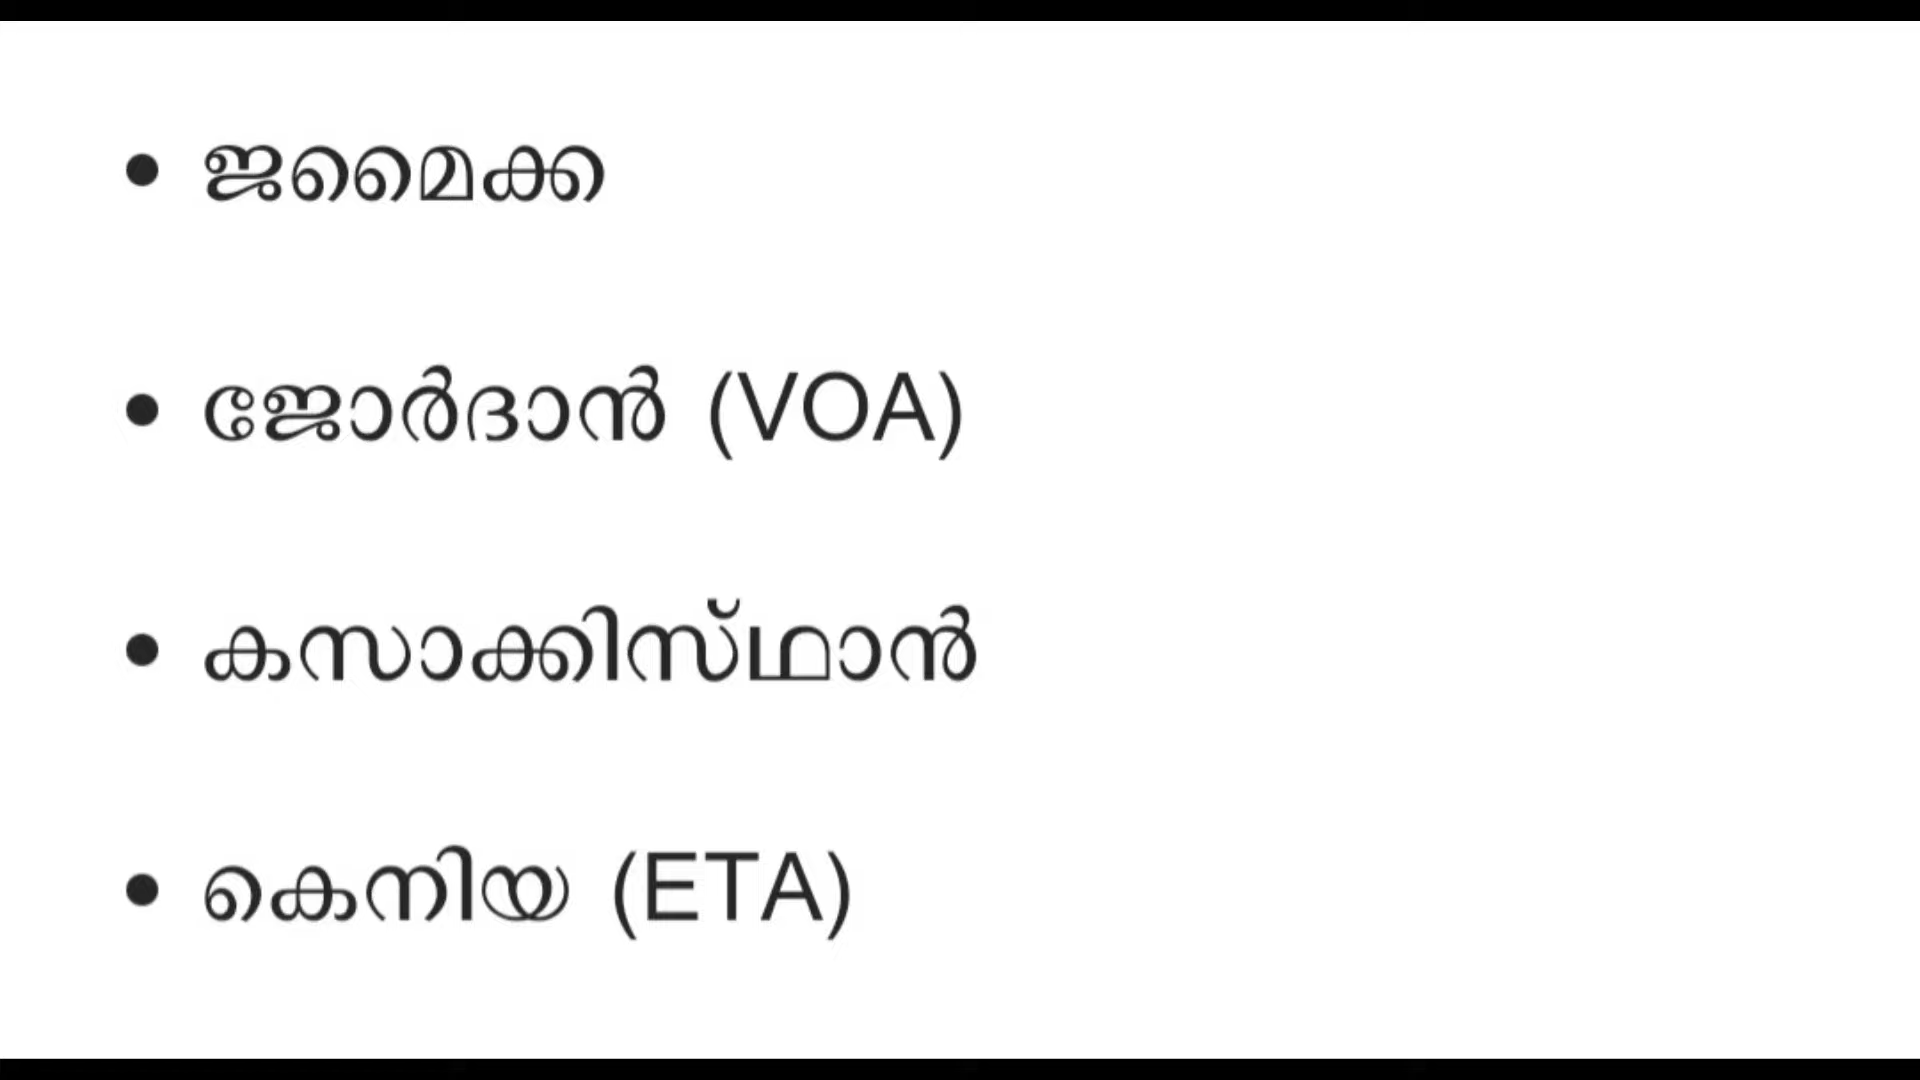 • ജമൈക്ക
• ജോർദാൻ (VOA)
• കസാക്കിസ്ഥാൻ
• കെനിയ (ETA)